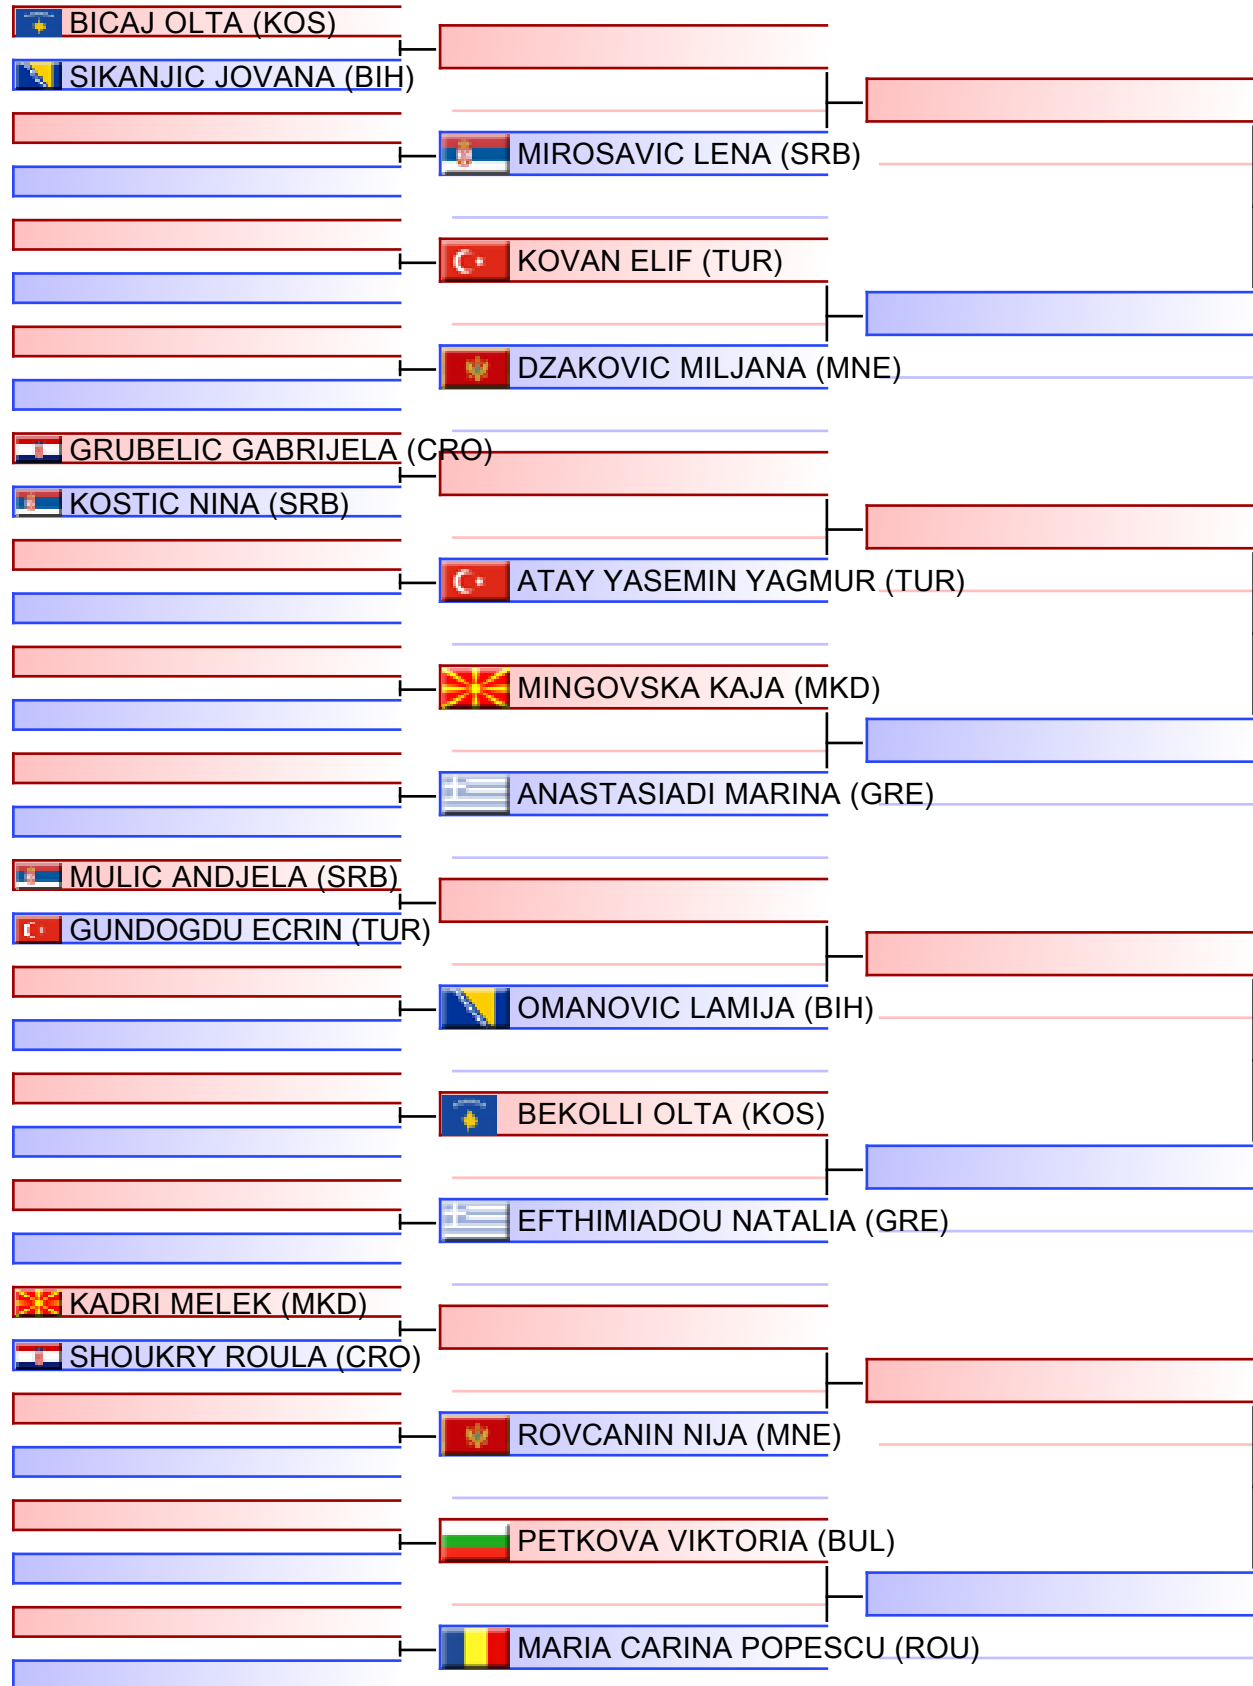 BICAJ OLTA (KOS)
SIKANJIC JOVANA (BIH)
MIROSAVIC LENA (SRB)
KOVAN ELIF (TUR)
DZAKOVIC MILJANA (MNE)
GRUBELIC GABRIJELA (CRO)
KOSTIC NINA (SRB)
ATAY YASEMIN YAGMUR (TUR)
MINGOVSKA KAJA (MKD)
ANASTASIADI MARINA (GRE)
MULIC ANDJELA (SRB)
GUNDOGDU ECRIN (TUR)
OMANOVIC LAMIJA (BIH)
BEKOLLI OLTA (KOS)
EFTHIMIADOU NATALIA (GRE)
KADRI MELEK (MKD)
SHOUKRY ROULA (CRO)
ROVCANIN NIJA (MNE)
PETKOVA VIKTORIA (BUL)
MARIA CARINA POPESCU (ROU)